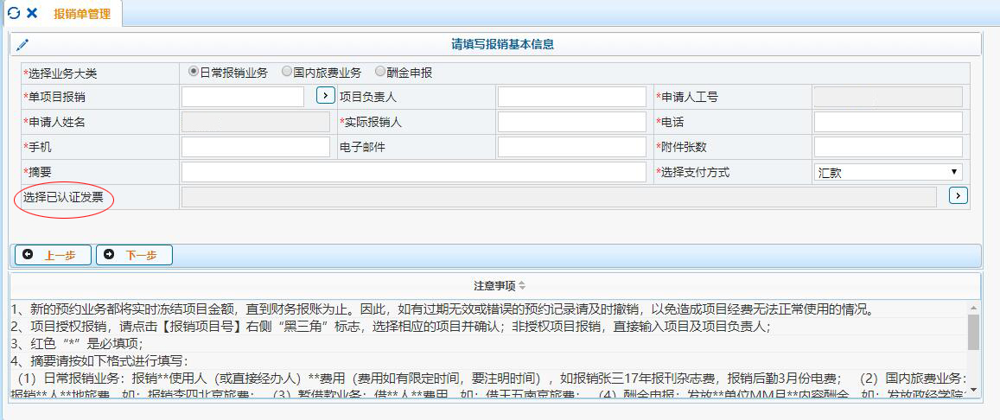 报销单管理
请填写报销基本信息
*选择业务大类 日常报销业务 国内旅费业务 酬金申报
*单项目报销 项目负责人 *申请人工号
*申请人姓名 *实际报销人 *电话
*手机 电子邮件 *附件张数
*摘要 *选择支付方式 汇款
选择已认证发票
上一步 下一步
注意事项
1、新的预约业务都将实时冻结项目金额，直到财务报账为止。因此，如有过期无效或错误的预约记录请及时撤销，以免造成项目经费无法正常使用的情况。
2、项目授权报销，请点击【报销项目号】右侧“黑三角”标志，选择相应的项目并确认；非授权项目报销，直接输入项目及项目负责人；
3、红色“*”是必填项；
4、摘要请按如下格式进行填写：
（1）日常报销业务：报销**使用人（或直接经办人）**费用（费用如有限定时间，要注明时间），如报销张三17年报刊杂志费，报销后勤3月份电费； （2）国内旅费业务：
报销**人**地旅费，如：报销李四北京旅费； （3）暂借款业务：借**人**费用，如：借王五南京旅费； （4）酬金申报：发放**单位MM月**内容酬金，如：发放政经学院